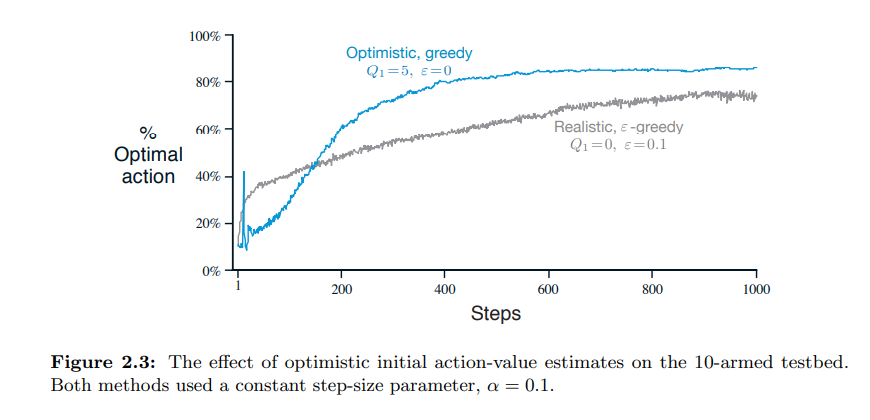 100%
80%
60%
40%
20%
0%
%
Optimal
action
Optimistic, greedy
Q₁=5, ε=0
Realistic, ε-greedy
Q₁=0, ε=0.1
1
200
400
600
800
1000
Steps
Figure 2.3: The effect of optimistic initial action-value estimates on the 10-armed testbed.
Both methods used a constant step-size parameter, α = 0.1.